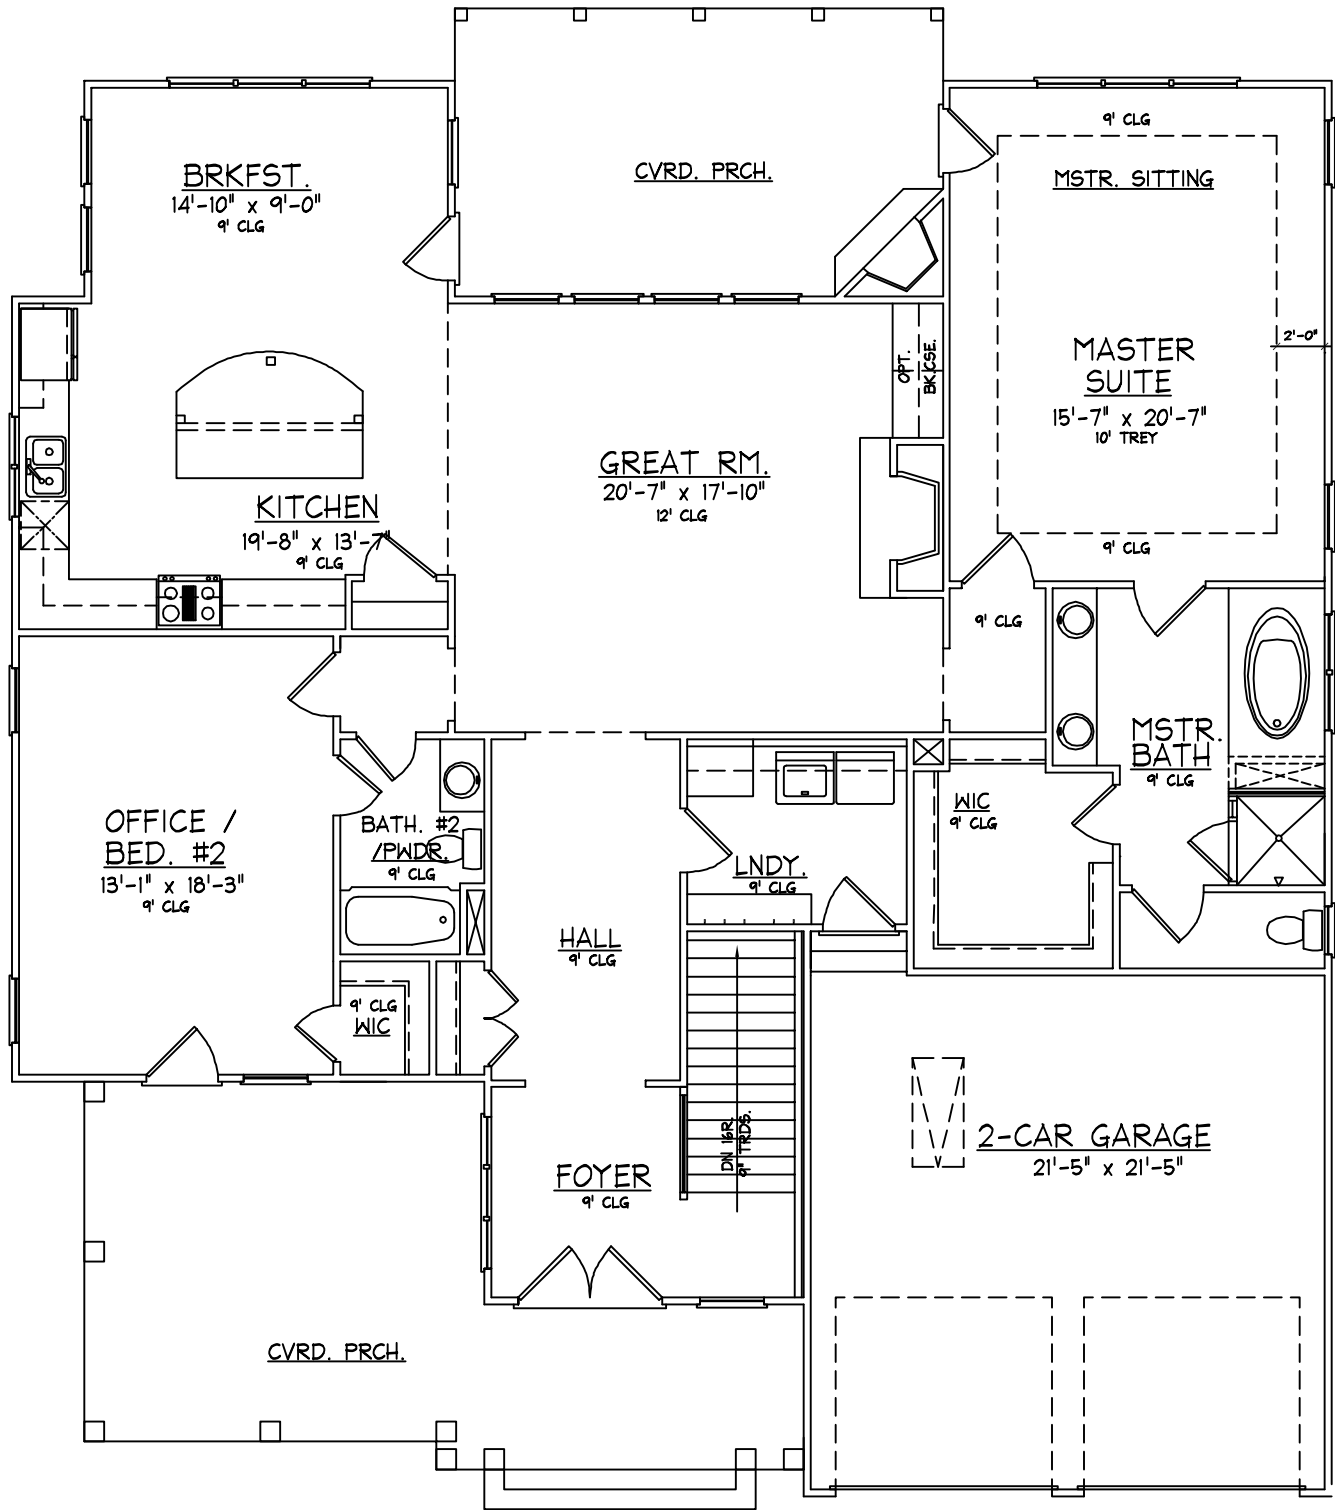 9' CLG
BRKFST.
14'-10" x 9'-0"
9' CLG
CVRD. PRCH.
MSTR. SITTING
MASTER
SUITE
15'-7" x 20'-7"
10' TREY
2'-0"
OPT.
BK.CSE.
GREAT RM.
20'-7" x 17'-10"
12' CLG
KITCHEN
19'-8" x 13'-7"
9' CLG
9' CLG
9' CLG
MSTR.
BATH
9' CLG
OFFICE /
BED. #2
13'-1" x 18'-3"
9' CLG
BATH. #2
/PWDR.
9' CLG
WIC
9' CLG
LNDY.
9' CLG
HALL
9' CLG
9' CLG
WIC
DN 16R.
9" TRDS.
FOYER
9' CLG
2-CAR GARAGE
21'-5" x 21'-5"
CVRD. PRCH.